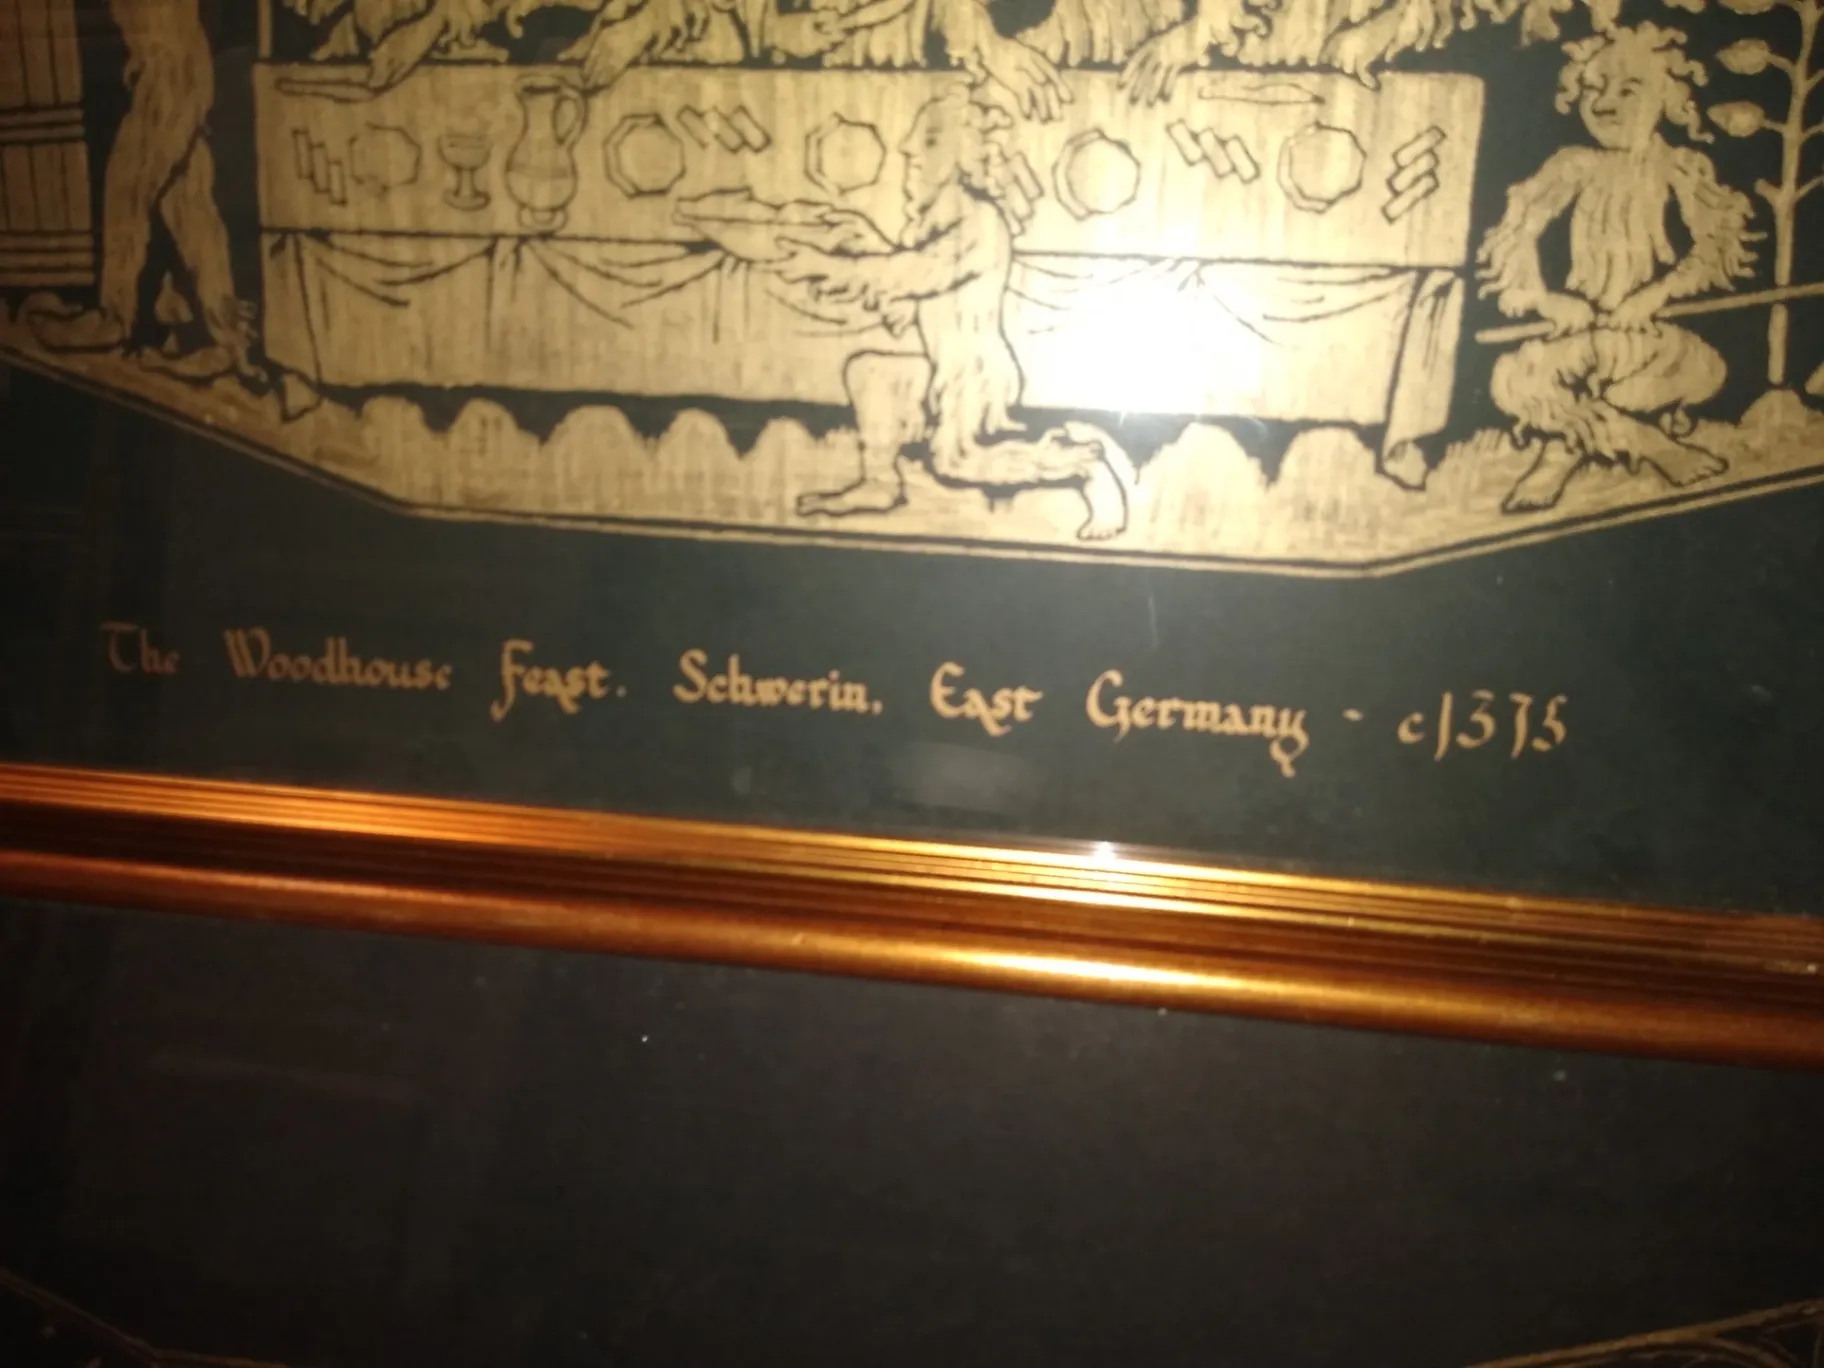 The Woodhouse Feast. Schwerin. East Germany - c1375